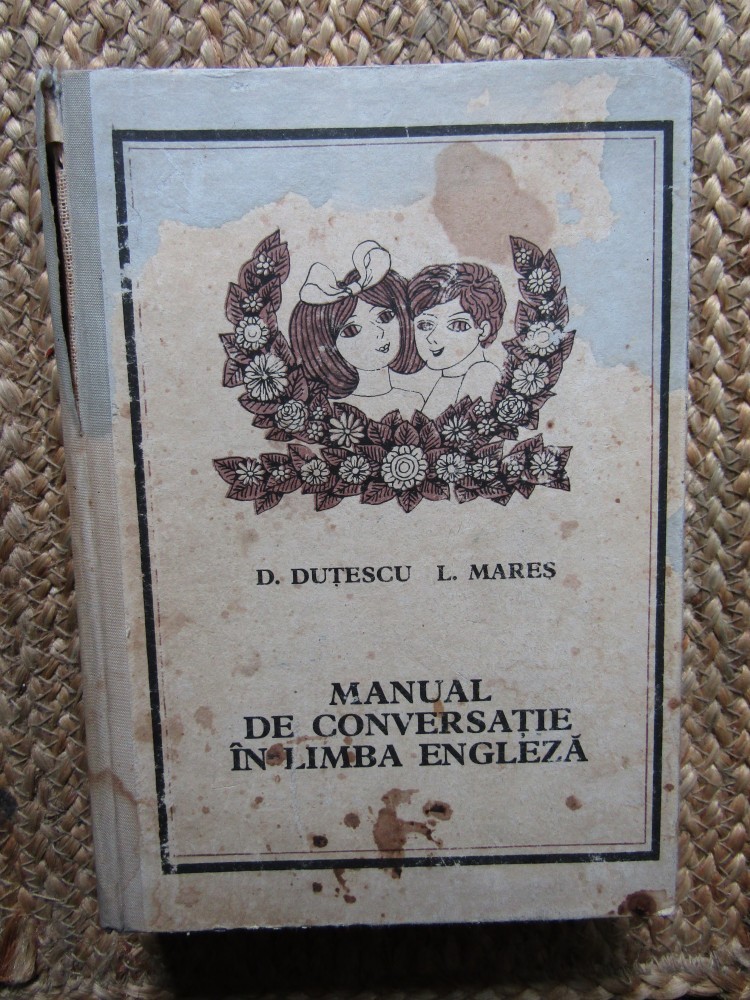 D. DUȚESCU L. MAREȘ
MANUAL
DE CONVERSAȚIE
ÎN LIMBA ENGLEZĂ